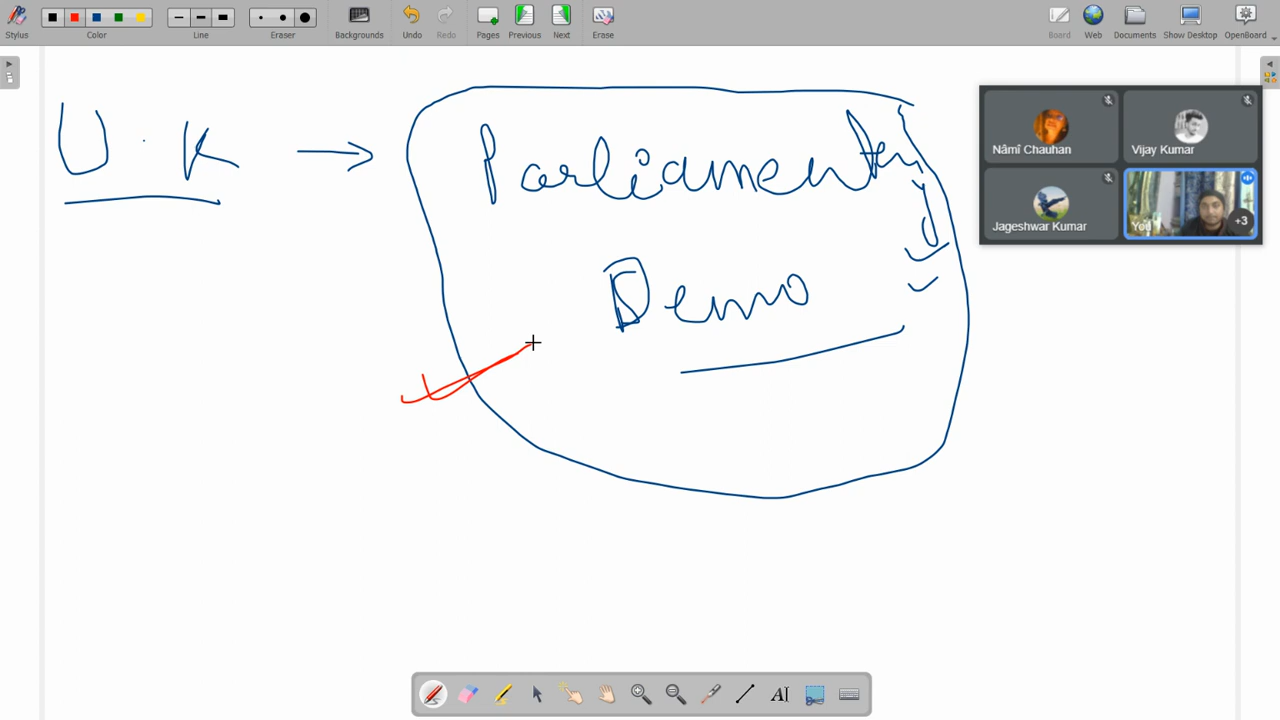 Stylus
Color
Line
Eraser
Backgrounds
Undo
Redo
Pages
Previous
Next
Erase
Board
Web
Documents
Show Desktop
OpenBoard
U.K → Parliamentary
Demo
Nâmî Chauhan
Vijay Kumar
Jageshwar Kumar
You
+3
AI